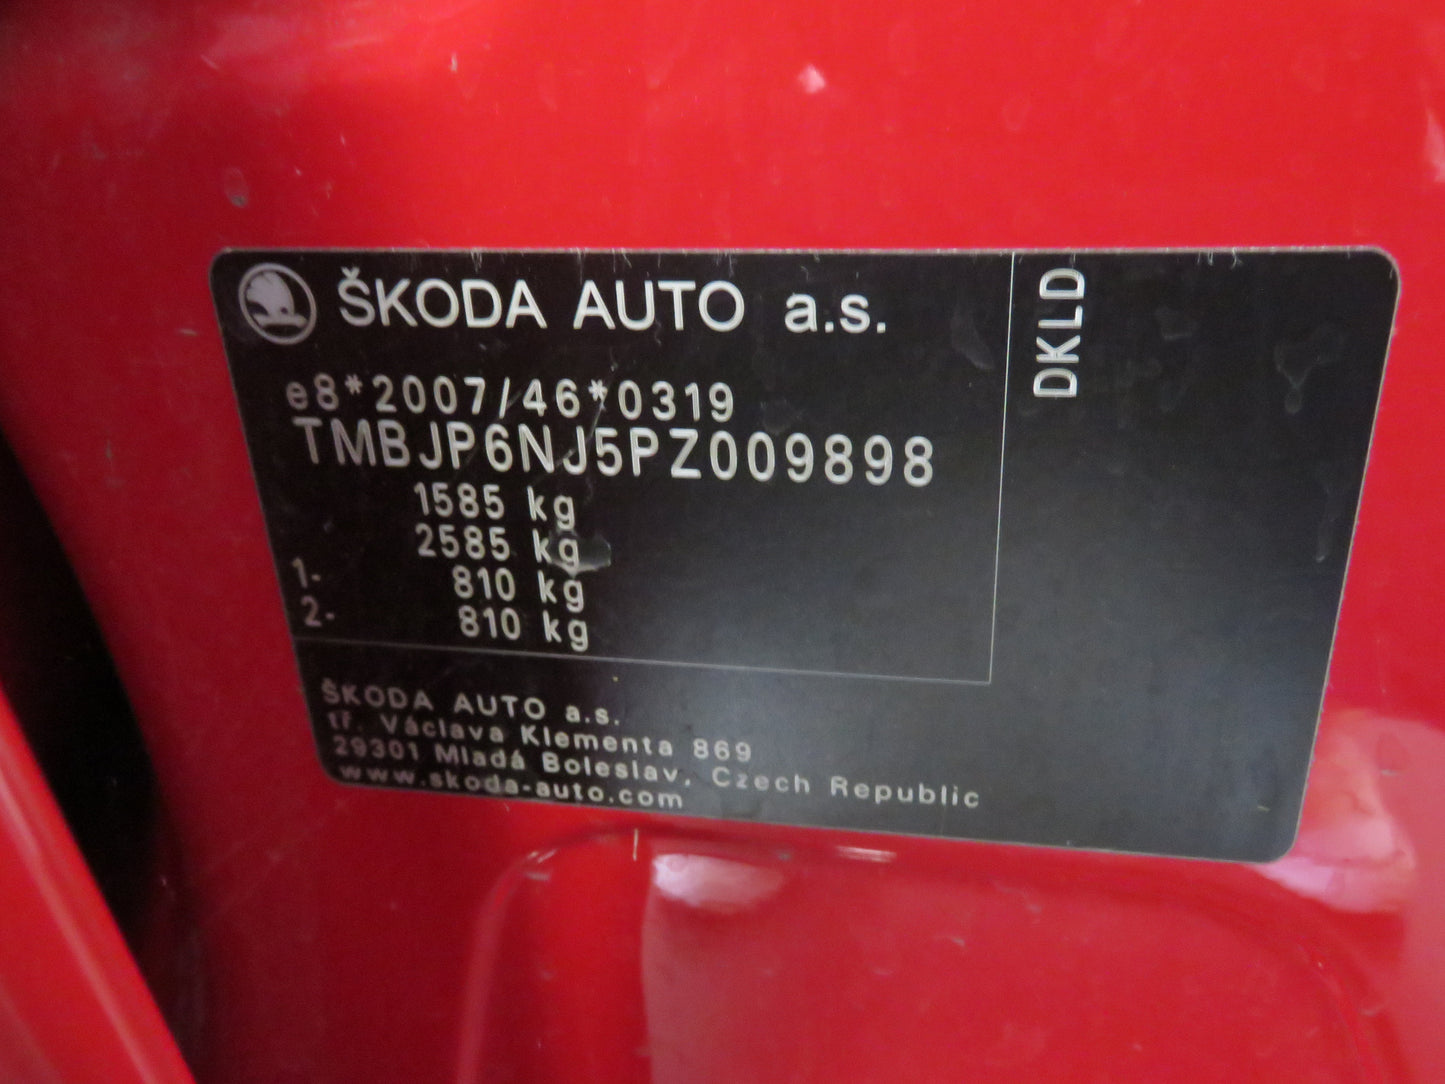 ŠKODA AUTO a.s.
e8*2007/46*0319
TMBJP6NJ5PZ009898
1585 kg
2585 kg
1- 810 kg
2- 810 kg
DKLD
ŠKODA AUTO a.s.
tř. Václava Klementa 869
29301 Mladá Boleslav, Czech Republic
www.skoda-auto.com